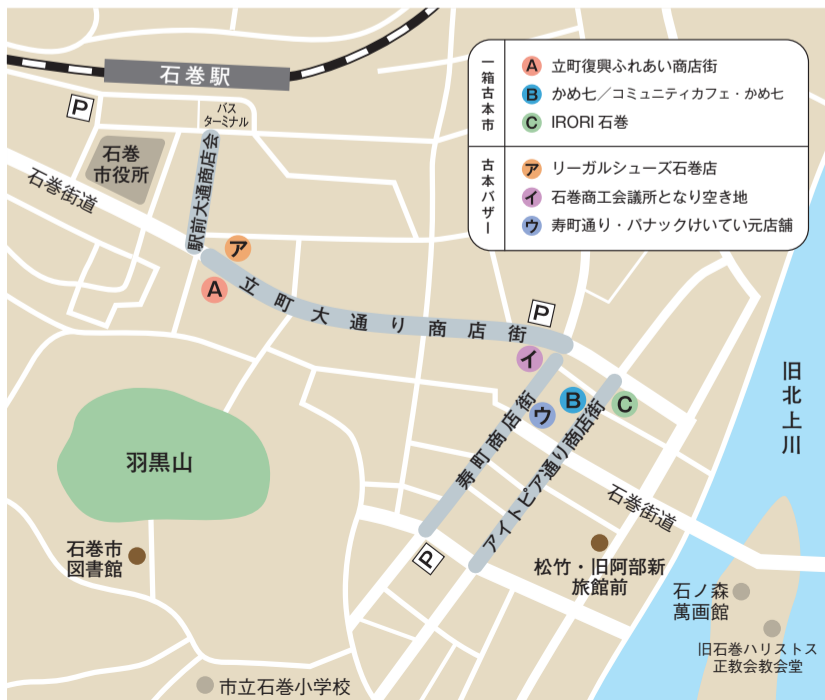 石巻駅
P
バス
ターミナル
石巻
市役所
石巻街道
駅前大通商店会
ア
A
立町大通り商店街
P
イ
B
C
ウ
寿町商店街
アイトピア通り商店街
旧北上川
羽黒山
石巻街道
石巻市
図書館
P
松竹・旧阿部新
旅館前
石ノ森
萬画館
旧石巻ハリストス
正教会教会堂
市立石巻小学校
一箱古本市
A 立町復興ふれあい商店街
B かめ七／コミュニティカフェ・かめ七
C IRORI 石巻
古本バザー
ア リーガルシューズ石巻店
イ 石巻商工会議所となり空き地
ウ 寿町通り・パナックけいてい元店舗